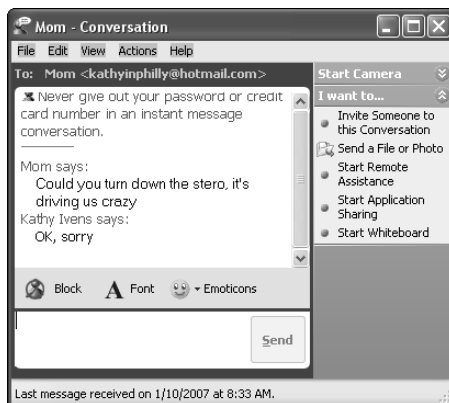 Mom - Conversation
File Edit View Actions Help
To: Mom <kathyinphilly@hotmail.com>
Never give out your password or credit
card number in an instant message
conversation.
Mom says:
Could you turn down the stero, it's
driving us crazy
Kathy Ivens says:
OK, sorry
Block Font Emoticons
Send
Start Camera
I want to...
Invite Someone to
this Conversation
Send a File or Photo
Start Remote
Assistance
Start Application
Sharing
Start Whiteboard
Last message received on 1/10/2007 at 8:33 AM.